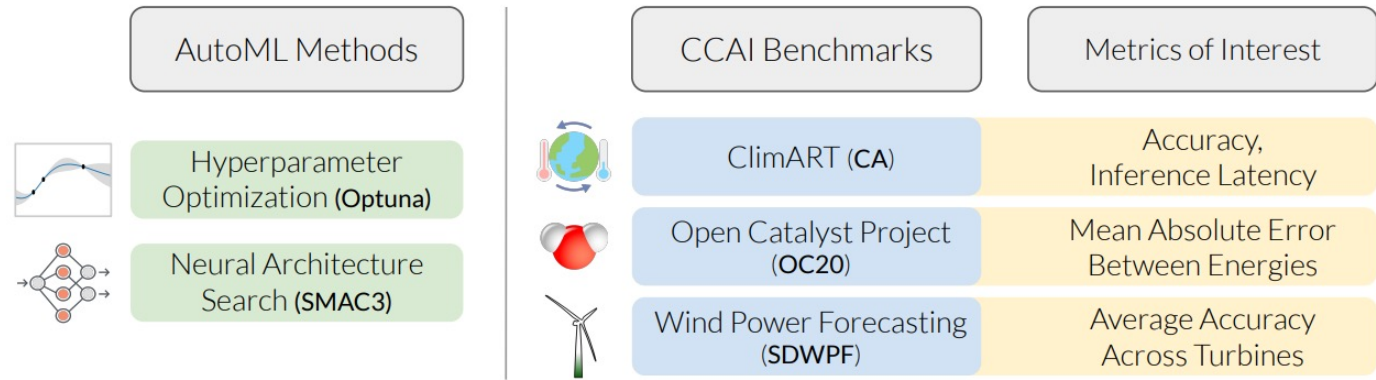 AutoML Methods
Hyperparameter
Optimization (Optuna)
Neural Architecture
Search (SMAC3)
CCAI Benchmarks
Metrics of Interest
ClimART (CA)
Accuracy,
Inference Latency
Open Catalyst Project
(OC20)
Mean Absolute Error
Between Energies
Wind Power Forecasting
(SDWPF)
Average Accuracy
Across Turbines